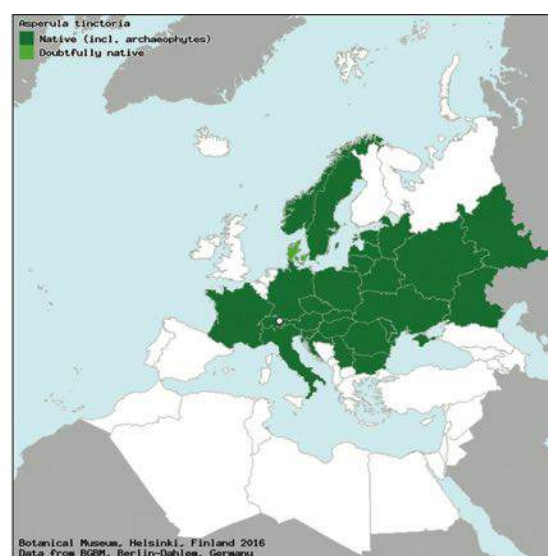 Asperula tinctoria
Native (incl. archaeophytes)
Doubtfully native
Botanical Museum, Helsinki, Finland 2016
Data from BGBM, Berlin-Dahlem, Germany